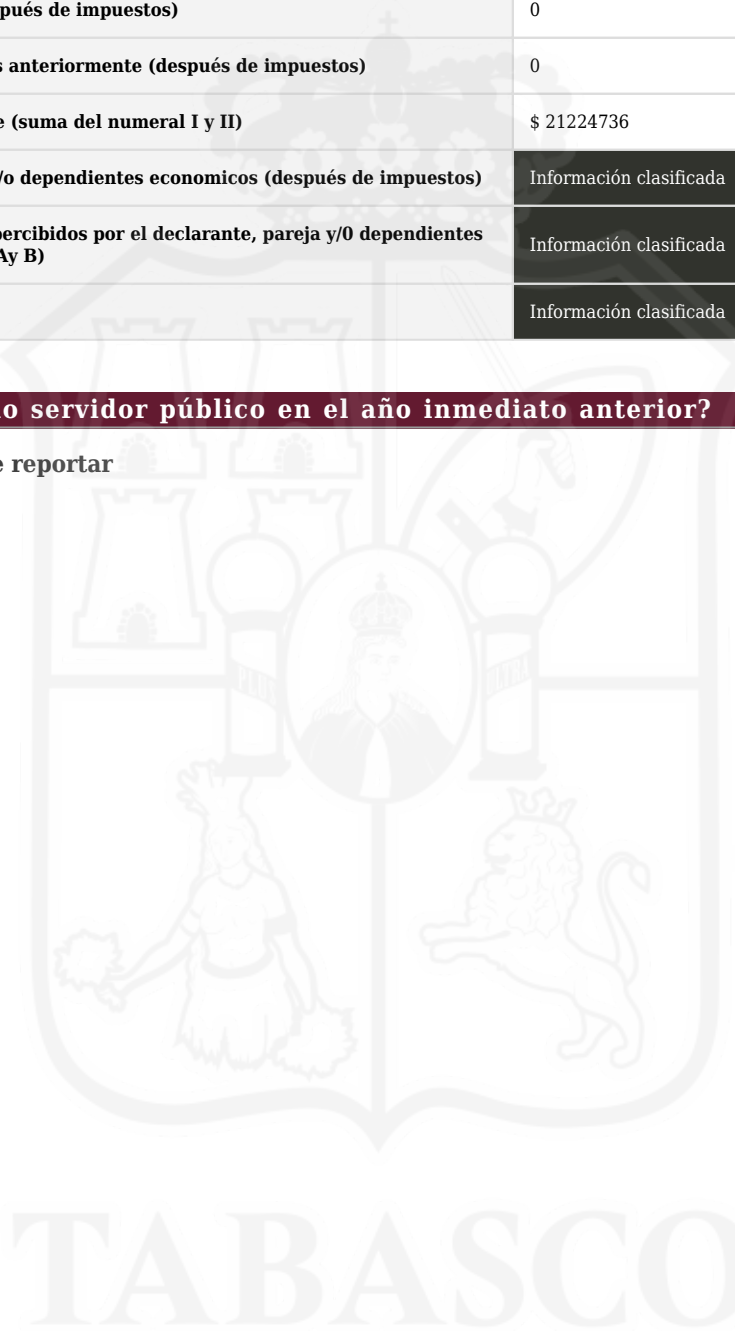 pués de impuestos)
0
s anteriormente (después de impuestos)
0
e (suma del numeral I y II)
$ 21224736
/o dependientes economicos (después de impuestos)
Información clasificada
percibidos por el declarante, pareja y/0 dependientes
Ay B)
Información clasificada
Información clasificada
o servidor público en el año inmediato anterior?
e reportar
PLUS
ULTRA
TABASCO